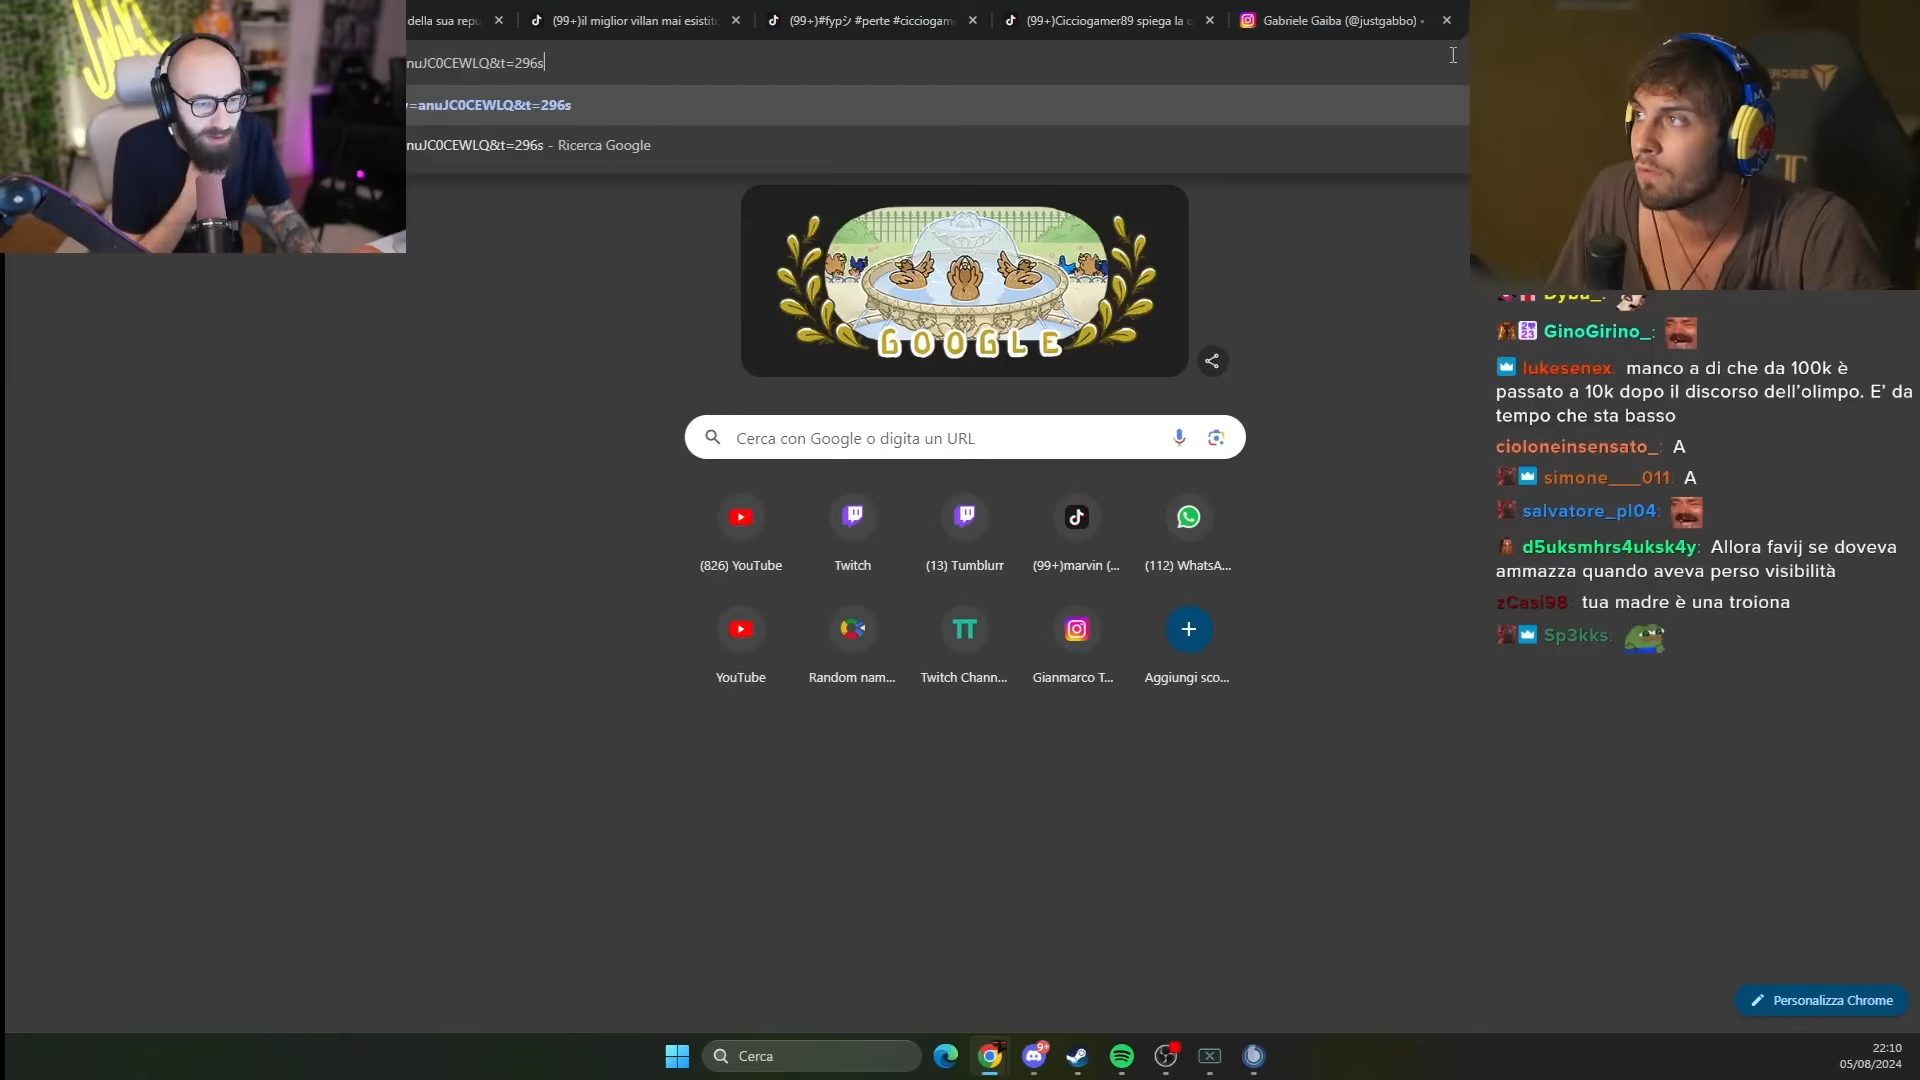 della sua repu
(99+)il miglior villan mai esistito
(99+)#fypシ #perte #cicciogam
(99+)Cicciogamer89 spiega la q
Gabriele Gaiba (@justgabbo) •
nuJC0CEWLQ&t=296s
v=anuJC0CEWLQ&t=296s
nuJC0CEWLQ&t=296s - Ricerca Google
GOOGLE
Cerca con Google o digita un URL
(826) YouTube
Twitch
(13) Tumblurr
(99+)marvin (...
(112) WhatsA...
YouTube
Random nam...
Twitch Chann...
Gianmarco T...
Aggiungi sco...
Dybu_:
GinoGirino_:
lukesenex: manco a di che da 100k è
passato a 10k dopo il discorso dell'olimpo. E' da
tempo che sta basso
cioloneinsensato_: A
simone___011: A
salvatore_pl04:
d5uksmhrs4uksk4y: Allora favij se doveva
ammazza quando aveva perso visibilità
zCasi98: tua madre è una troiona
Sp3kks:
Personalizza Chrome
Cerca
9+
22:10
05/08/2024